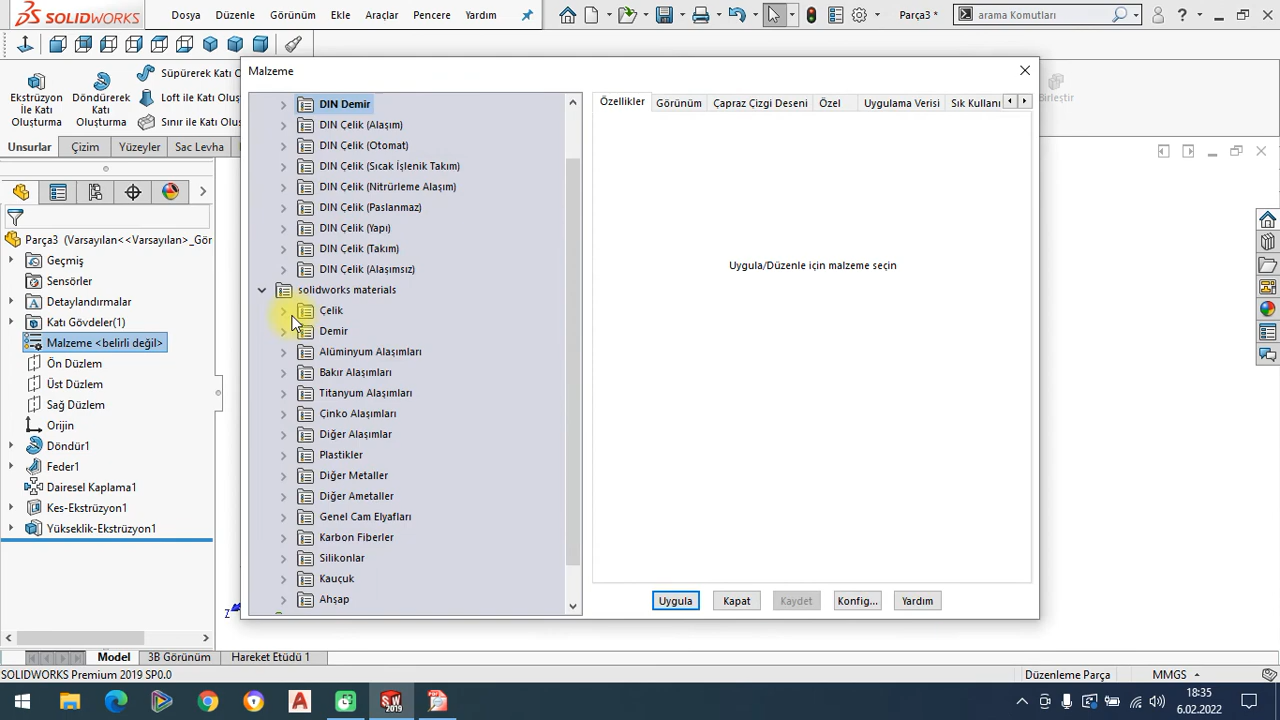 SOLIDWORKS
Dosya
Düzenle
Görünüm
Ekle
Araçlar
Pencere
Yardım
Parça3 *
arama Komutları
Ekstrüzyon
İle Katı
Oluşturma
Döndürerek
Katı
Oluşturma
Süpürerek Katı O
Loft ile Katı Oluş
Sınır ile Katı Oluş
Birleştir
Unsurlar
Çizim
Yüzeyler
Sac Levha
Parça3 (Varsayılan<<Varsayılan>_Gör
Geçmiş
Sensörler
Detaylandırmalar
Katı Gövdeler(1)
Malzeme <belirli değil>
Ön Düzlem
Üst Düzlem
Sağ Düzlem
Orijin
Döndür1
Feder1
Dairesel Kaplama1
Kes-Ekstrüzyon1
Yükseklik-Ekstrüzyon1
Malzeme
DIN Demir
DIN Çelik (Alaşım)
DIN Çelik (Otomat)
DIN Çelik (Sıcak İşlenik Takım)
DIN Çelik (Nitrürleme Alaşım)
DIN Çelik (Paslanmaz)
DIN Çelik (Yapı)
DIN Çelik (Takım)
DIN Çelik (Alaşımsız)
solidworks materials
Çelik
Demir
Alüminyum Alaşımları
Bakır Alaşımları
Titanyum Alaşımları
Çinko Alaşımları
Diğer Alaşımlar
Plastikler
Diğer Metaller
Diğer Ametaller
Genel Cam Elyafları
Karbon Fiberler
Silikonlar
Kauçuk
Ahşap
Özellikler
Görünüm
Çapraz Çizgi Deseni
Özel
Uygulama Verisi
Sık Kullanı
Uygula/Düzenle için malzeme seçin
Uygula
Kapat
Kaydet
Konfig...
Yardım
Z
Model
3B Görünüm
Hareket Etüdü 1
SOLIDWORKS Premium 2019 SP0.0
Düzenleme Parça
MMGS
18:35
6.02.2022